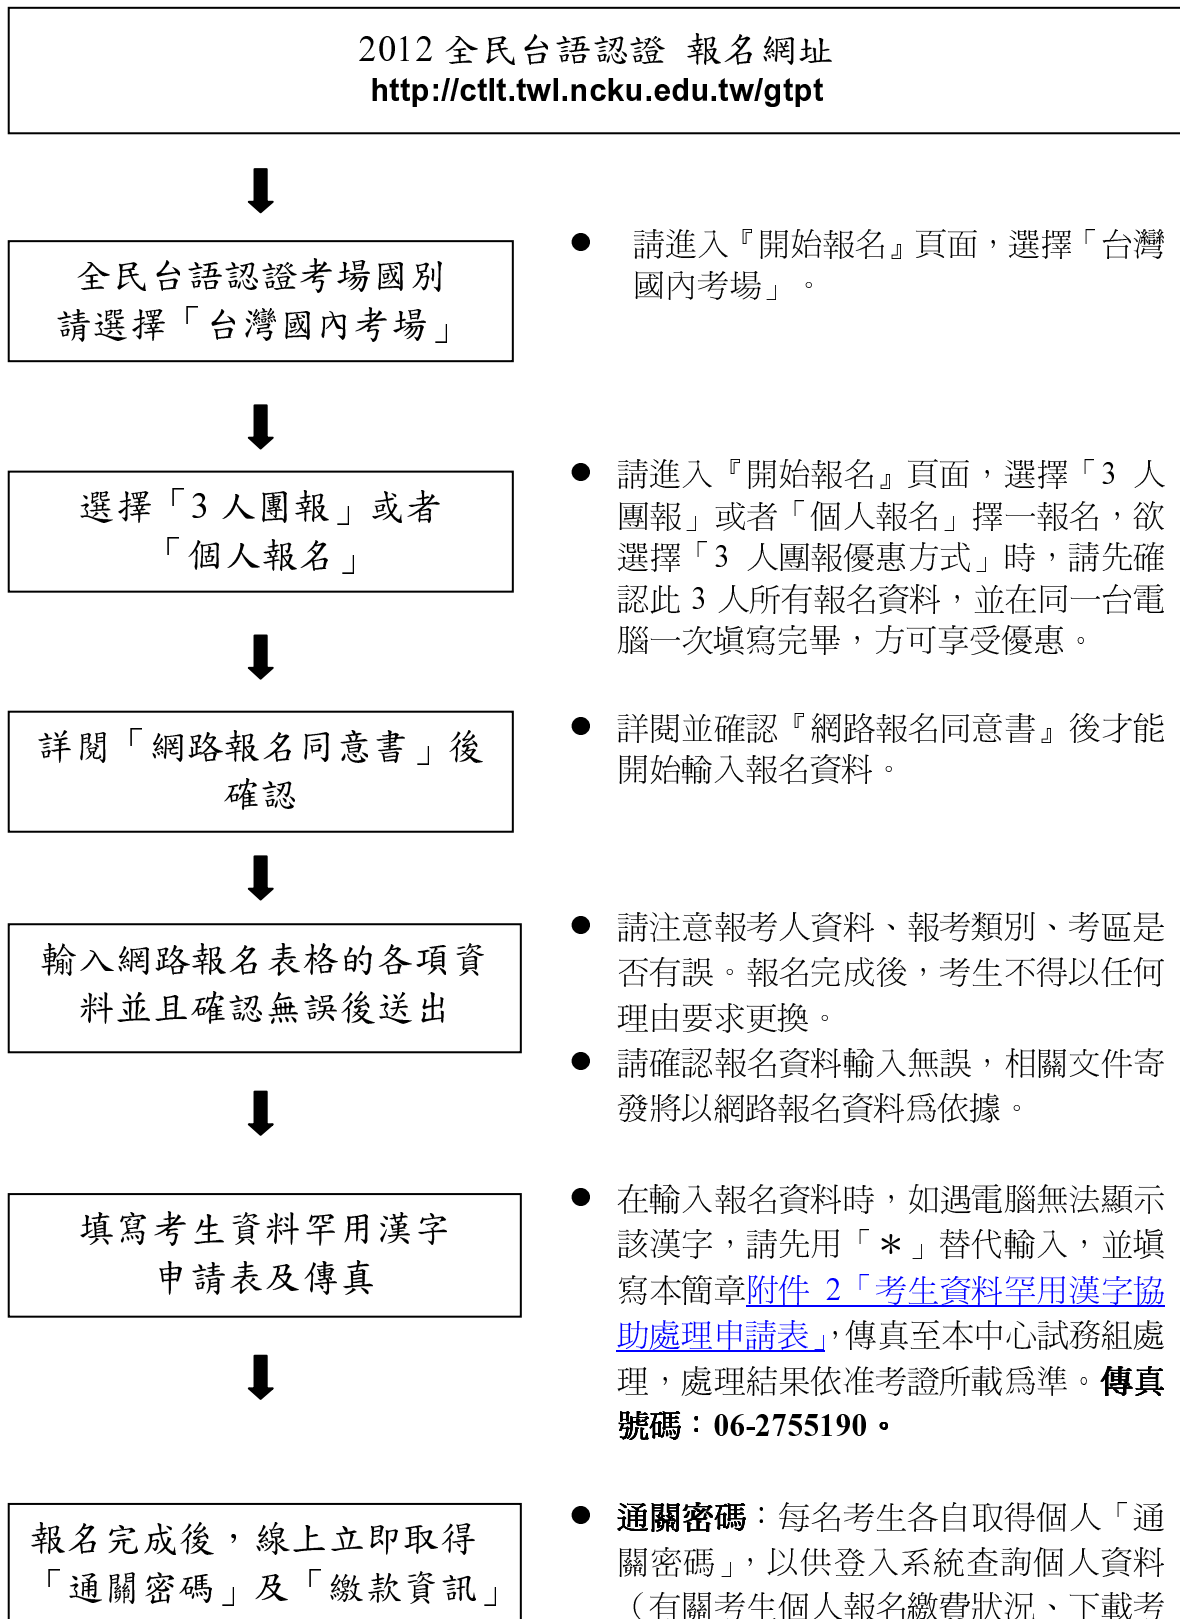 2012 全民台語認證 報名網址
http://ctlt.twl.ncku.edu.tw/gtpt
全民台語認證考場國別
請選擇「台灣國內考場」
● 請進入『開始報名』頁面，選擇「台灣
國內考場」。
選擇「3 人團報」或者
「個人報名」
● 請進入『開始報名』頁面，選擇「3 人
團報」或者「個人報名」擇一報名，欲
選擇「3 人團報優惠方式」時，請先確
認此 3 人所有報名資料，並在同一台電
腦一次填寫完畢，方可享受優惠。
詳閱「網路報名同意書」後
確認
● 詳閱並確認『網路報名同意書』後才能
開始輸入報名資料。
輸入網路報名表格的各項資
料並且確認無誤後送出
● 請注意報考人資料、報考類別、考區是
否有誤。報名完成後，考生不得以任何
理由要求更換。
● 請確認報名資料輸入無誤，相關文件寄
發將以網路報名資料為依據。
填寫考生資料罕用漢字
申請表及傳真
● 在輸入報名資料時，如遇電腦無法顯示
該漢字，請先用「＊」替代輸入，並填
寫本簡章附件 2「考生資料罕用漢字協
助處理申請表」，傳真至本中心試務組處
理，處理結果依准考證所載為準。傳真
號碼：06-2755190。
報名完成後，線上立即取得
「通關密碼」及「繳款資訊」
● 通關密碼：每名考生各自取得個人「通
關密碼」，以供登入系統查詢個人資料
（有關考生個人報名繳費狀況、下載考